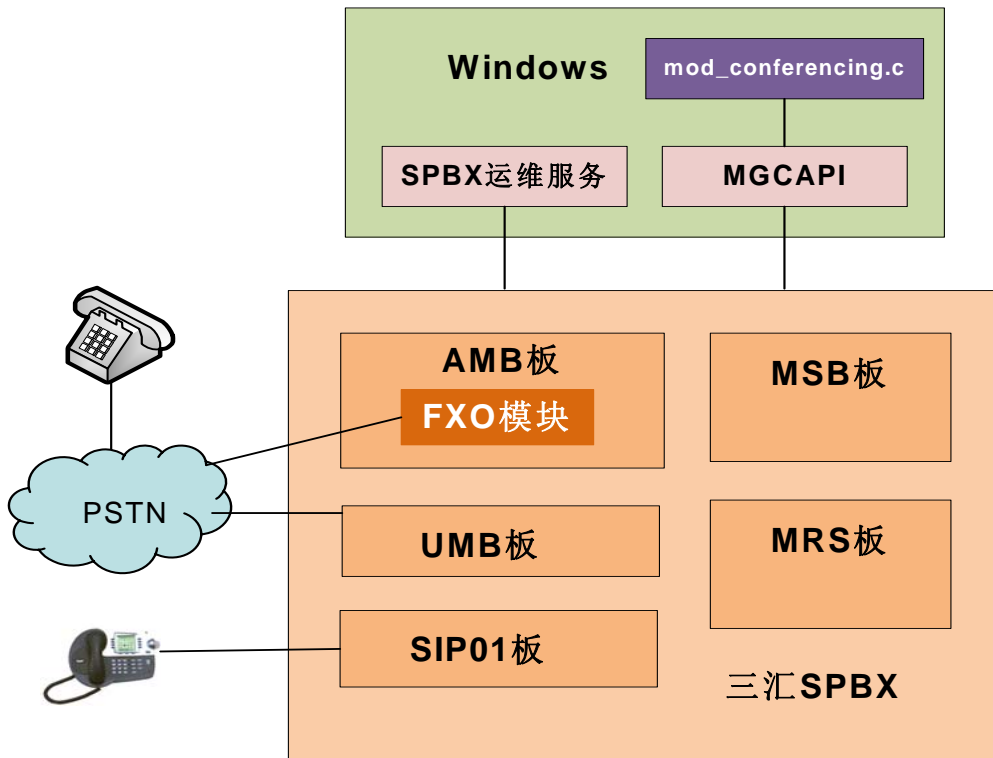 Windows
mod_conferencing.c
SPBX运维服务
MGCAPI
AMB板
FXO模块
MSB板
PSTN
UMB板
MRS板
SIP01板
三汇SPBX